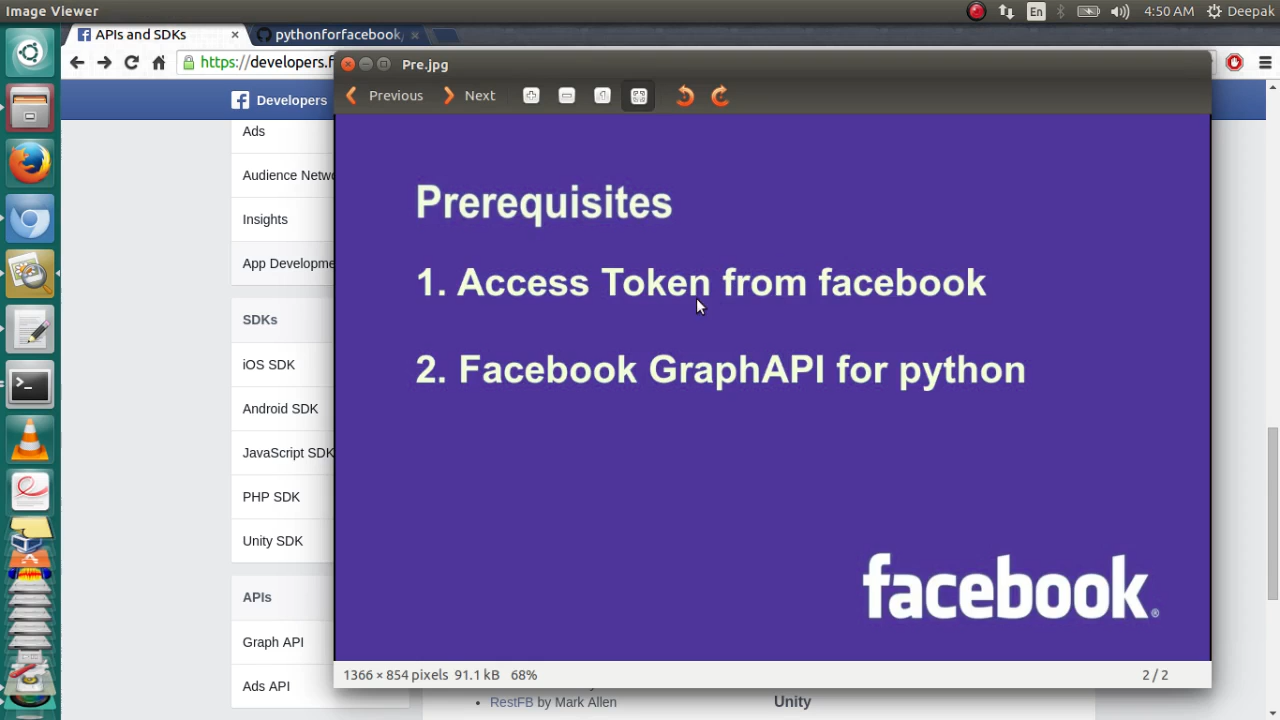 Image Viewer
En
4:50 AM
Deepak
APIs and SDKs
pythonforfacebook
https://developers.f
Pre.jpg
Previous
Next
Developers
Ads
Audience Netw
Insights
App Developme
SDKs
iOS SDK
Android SDK
JavaScript SDK
PHP SDK
Unity SDK
APIs
Graph API
Ads API
Prerequisites
1. Access Token from facebook
2. Facebook GraphAPI for python
facebook®
1366 × 854 pixels 91.1 kB 68%
2 / 2
RestFB by Mark Allen
Unity